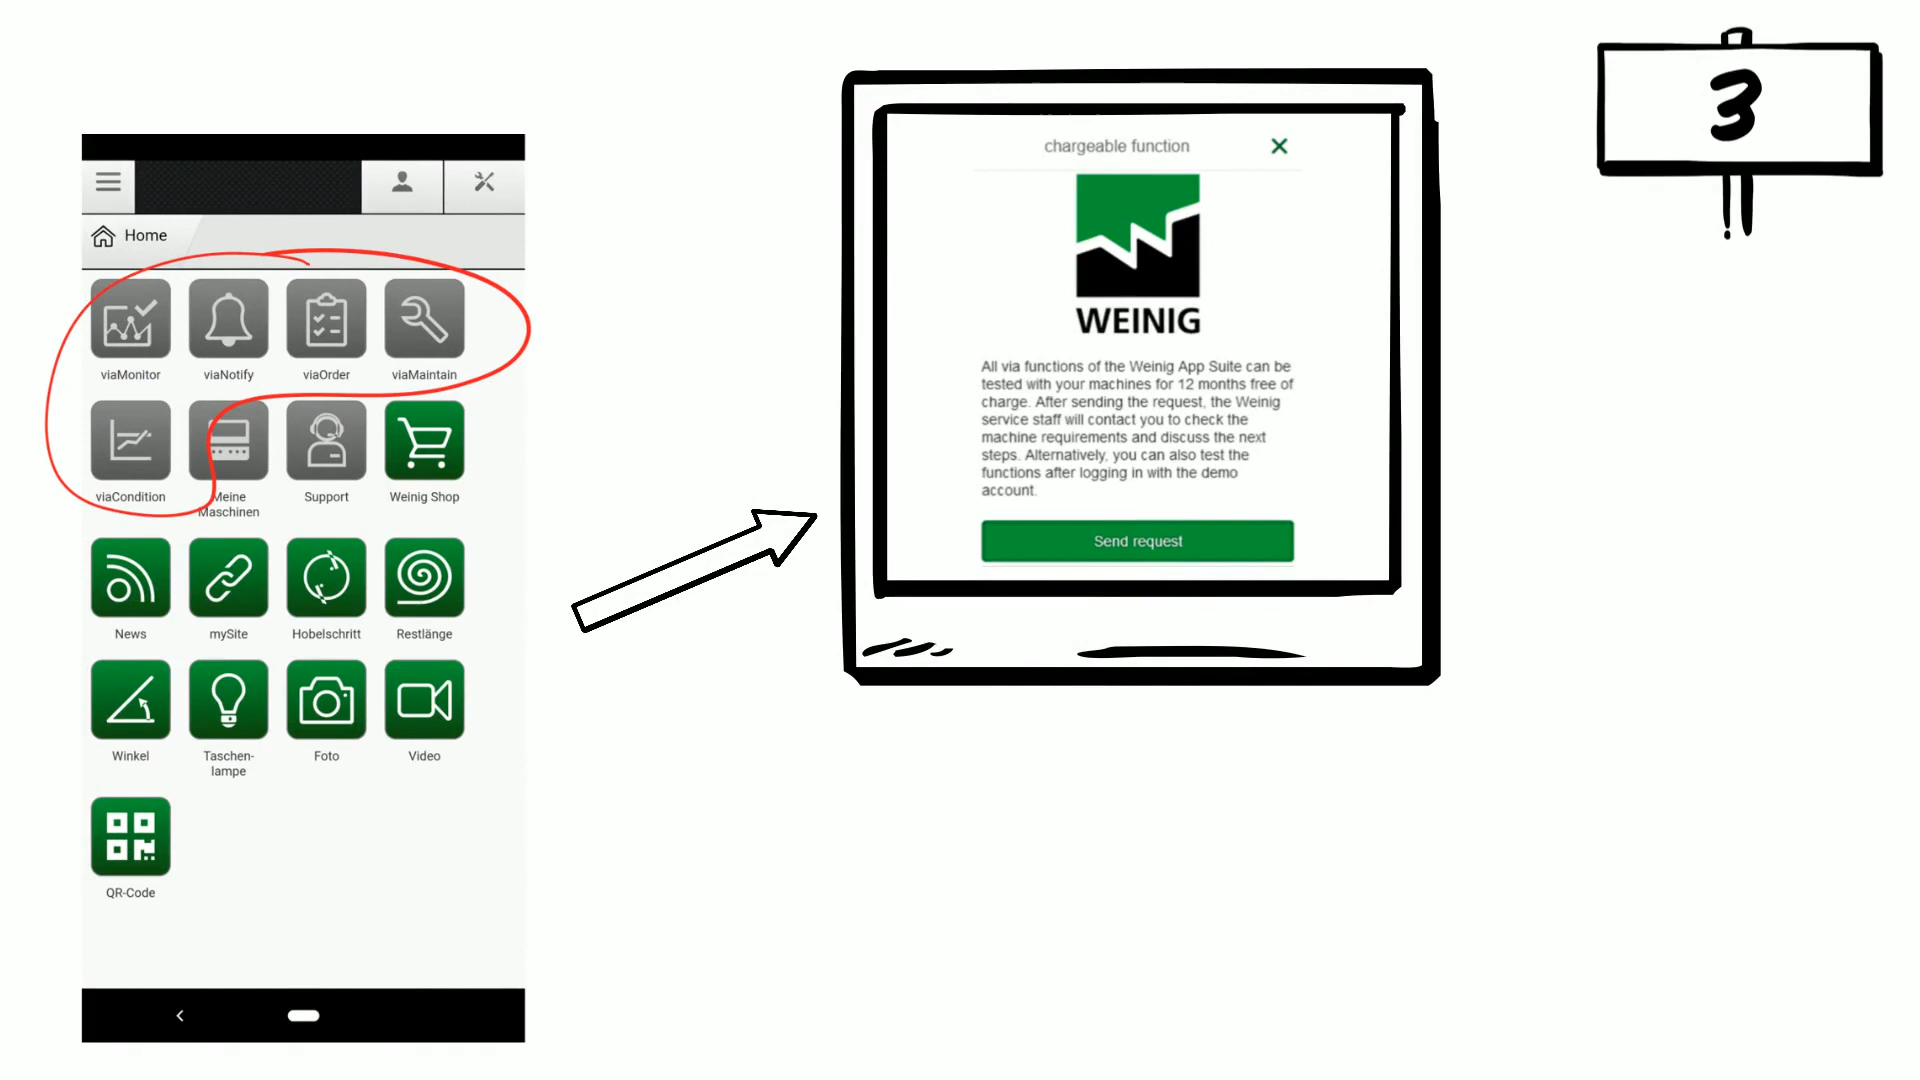 3
Home
viaMonitor
viaNotify
viaOrder
viaMaintain
viaCondition
Meine
Maschinen
Support
Weinig Shop
News
mySite
Hobelschritt
Restlänge
Winkel
Taschen-
lampe
Foto
Video
QR-Code
chargeable function
WEINIG
All via functions of the Weinig App Suite can be
tested with your machines for 12 months free of
charge. After sending the request, the Weinig
service staff will contact you to check the
machine requirements and discuss the next
steps. Alternatively, you can also test the
functions after logging in with the demo
account.
Send request